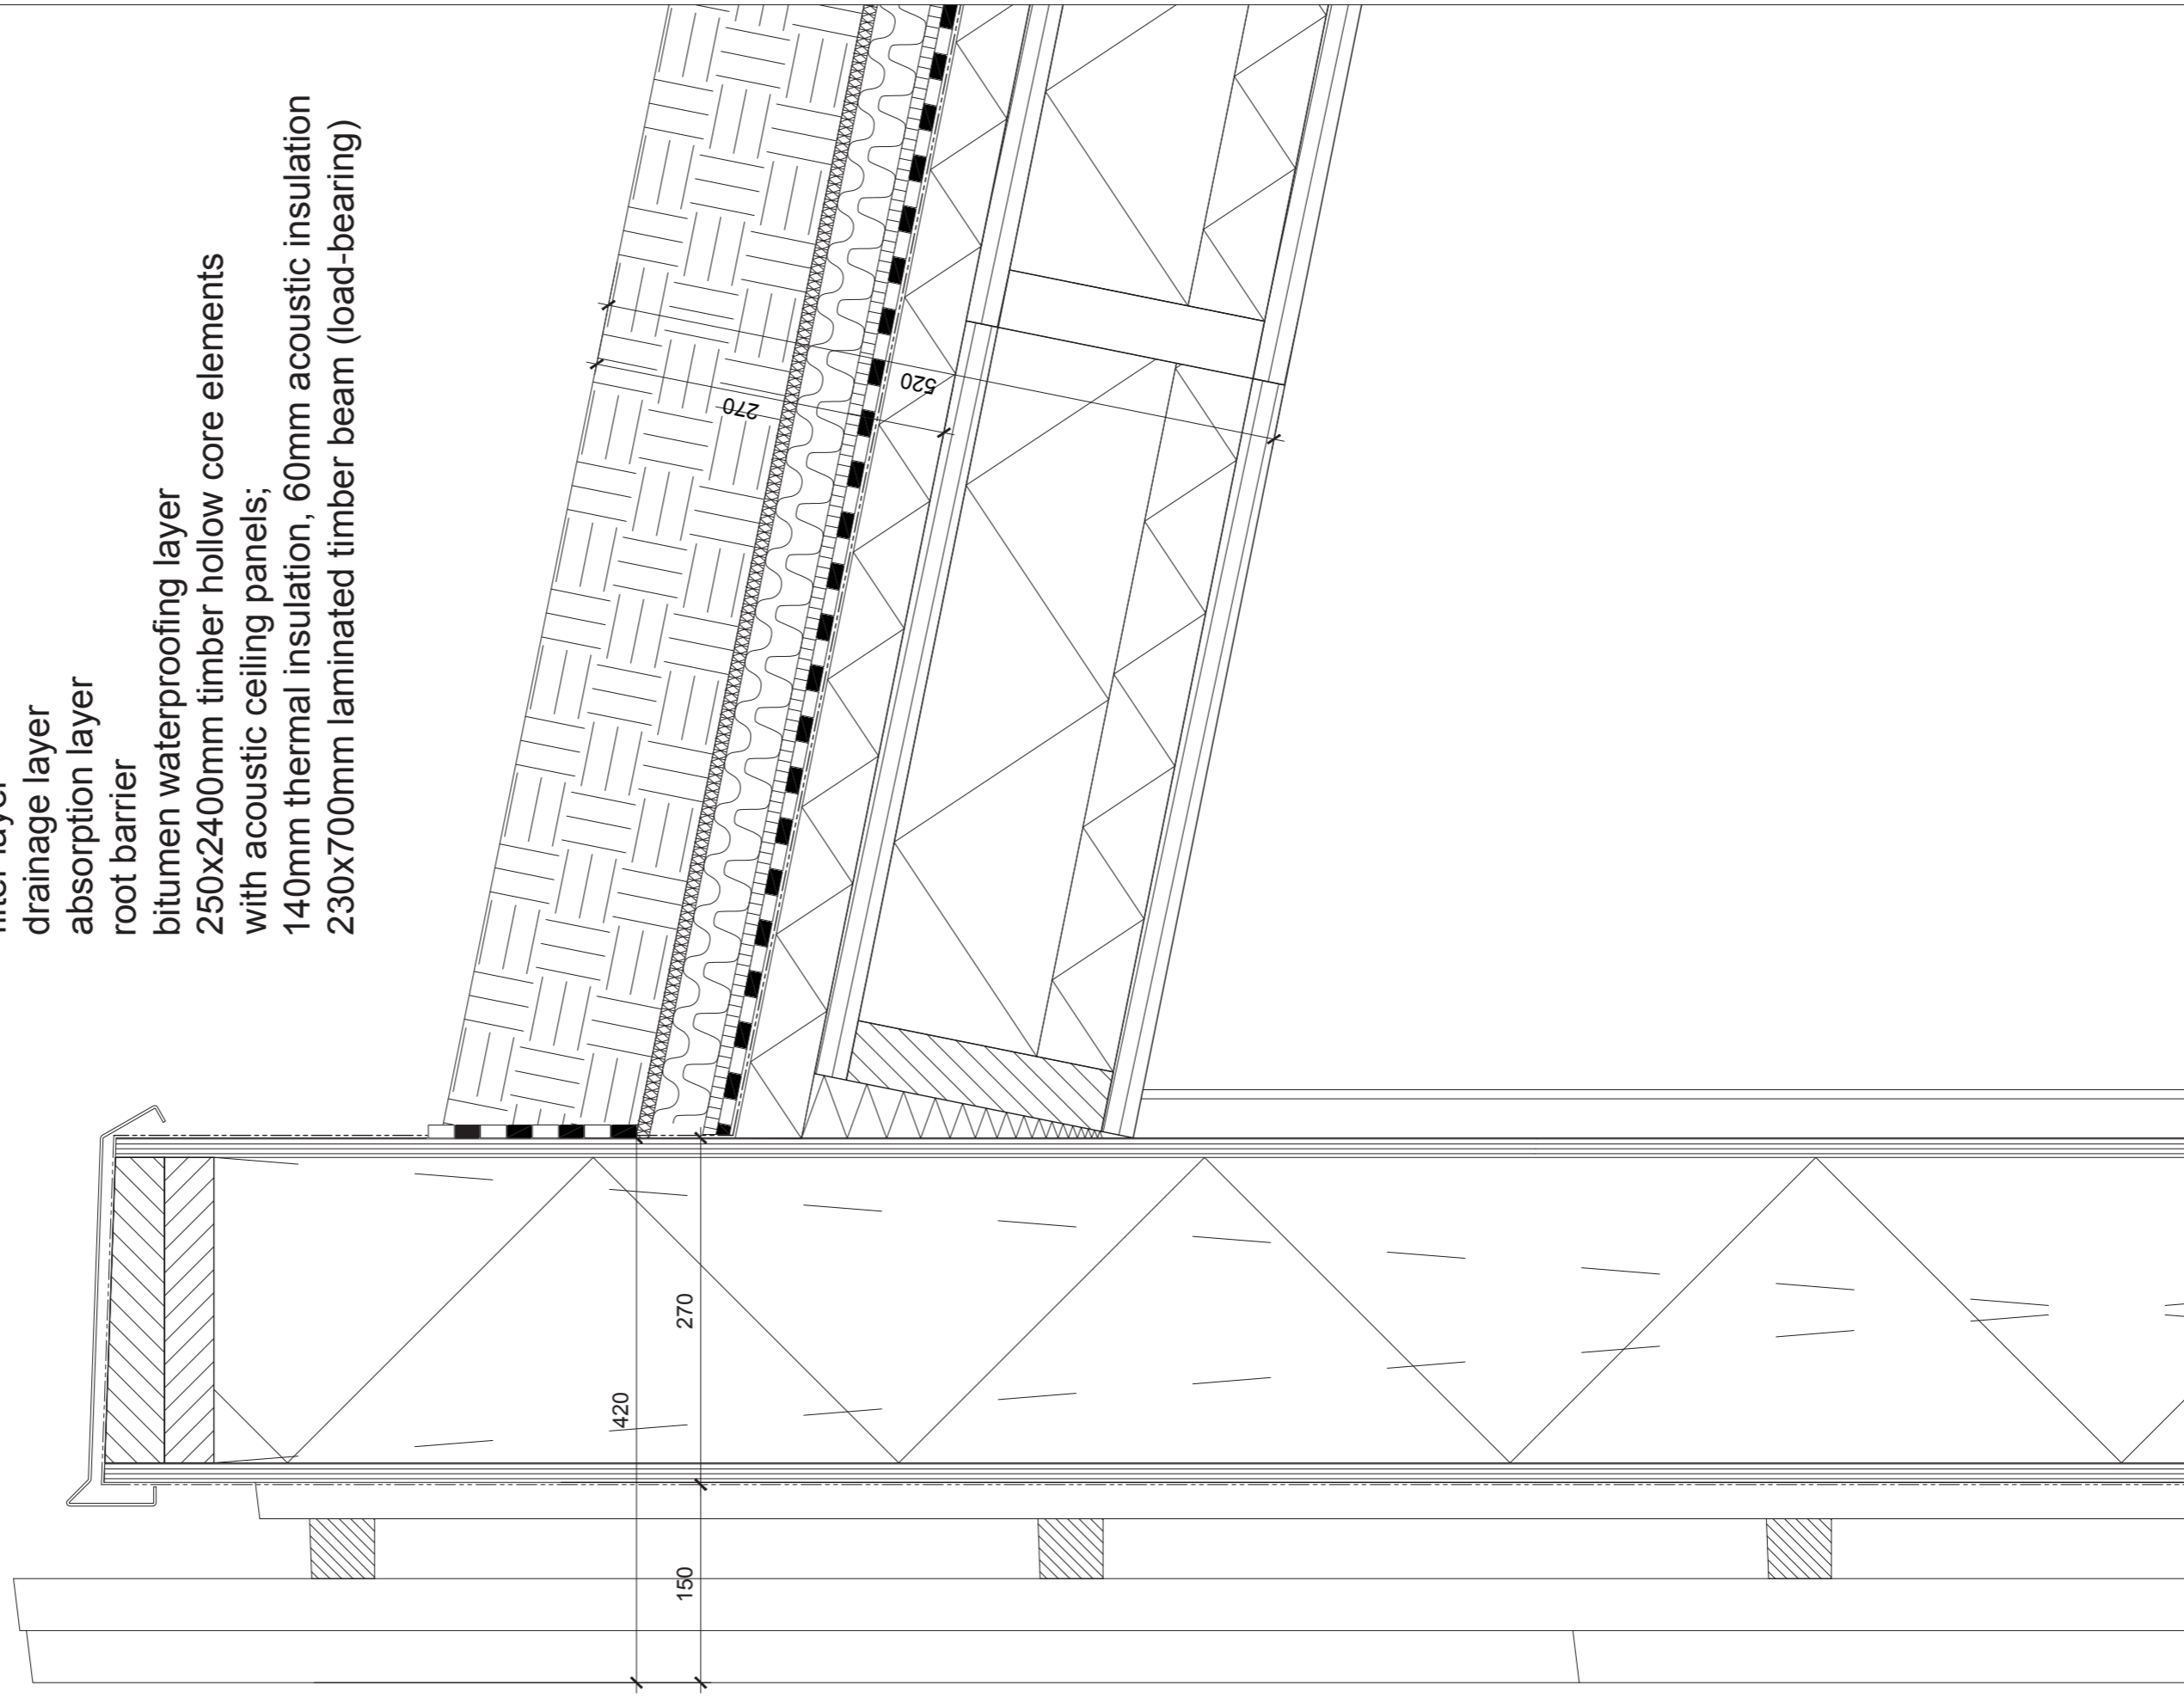 drainage layer
absorption layer
root barrier
bitumen waterproofing layer
250x2400mm timber hollow core elements
with acoustic ceiling panels;
140mm thermal insulation, 60mm acoustic insulation
230x700mm laminated timber beam (load-bearing)
270
520
420
270
150